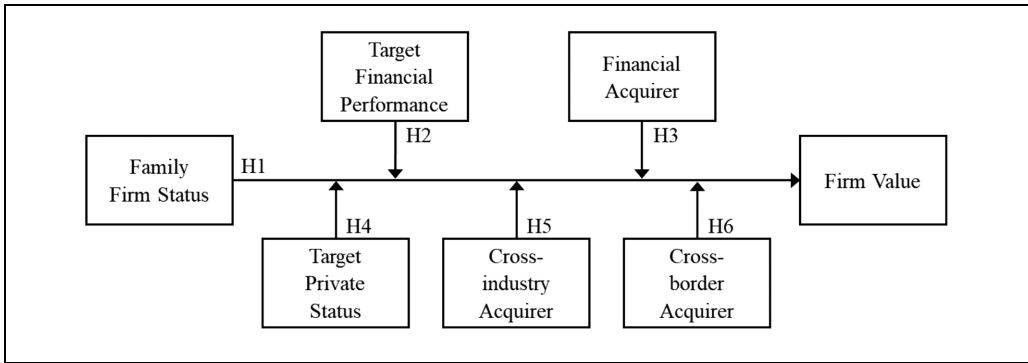 Target
Financial
Performance
Financial
Acquirer
H2
H3
Family
Firm Status
H1
Firm Value
H4
H5
H6
Target
Private
Status
Cross-
industry
Acquirer
Cross-
border
Acquirer